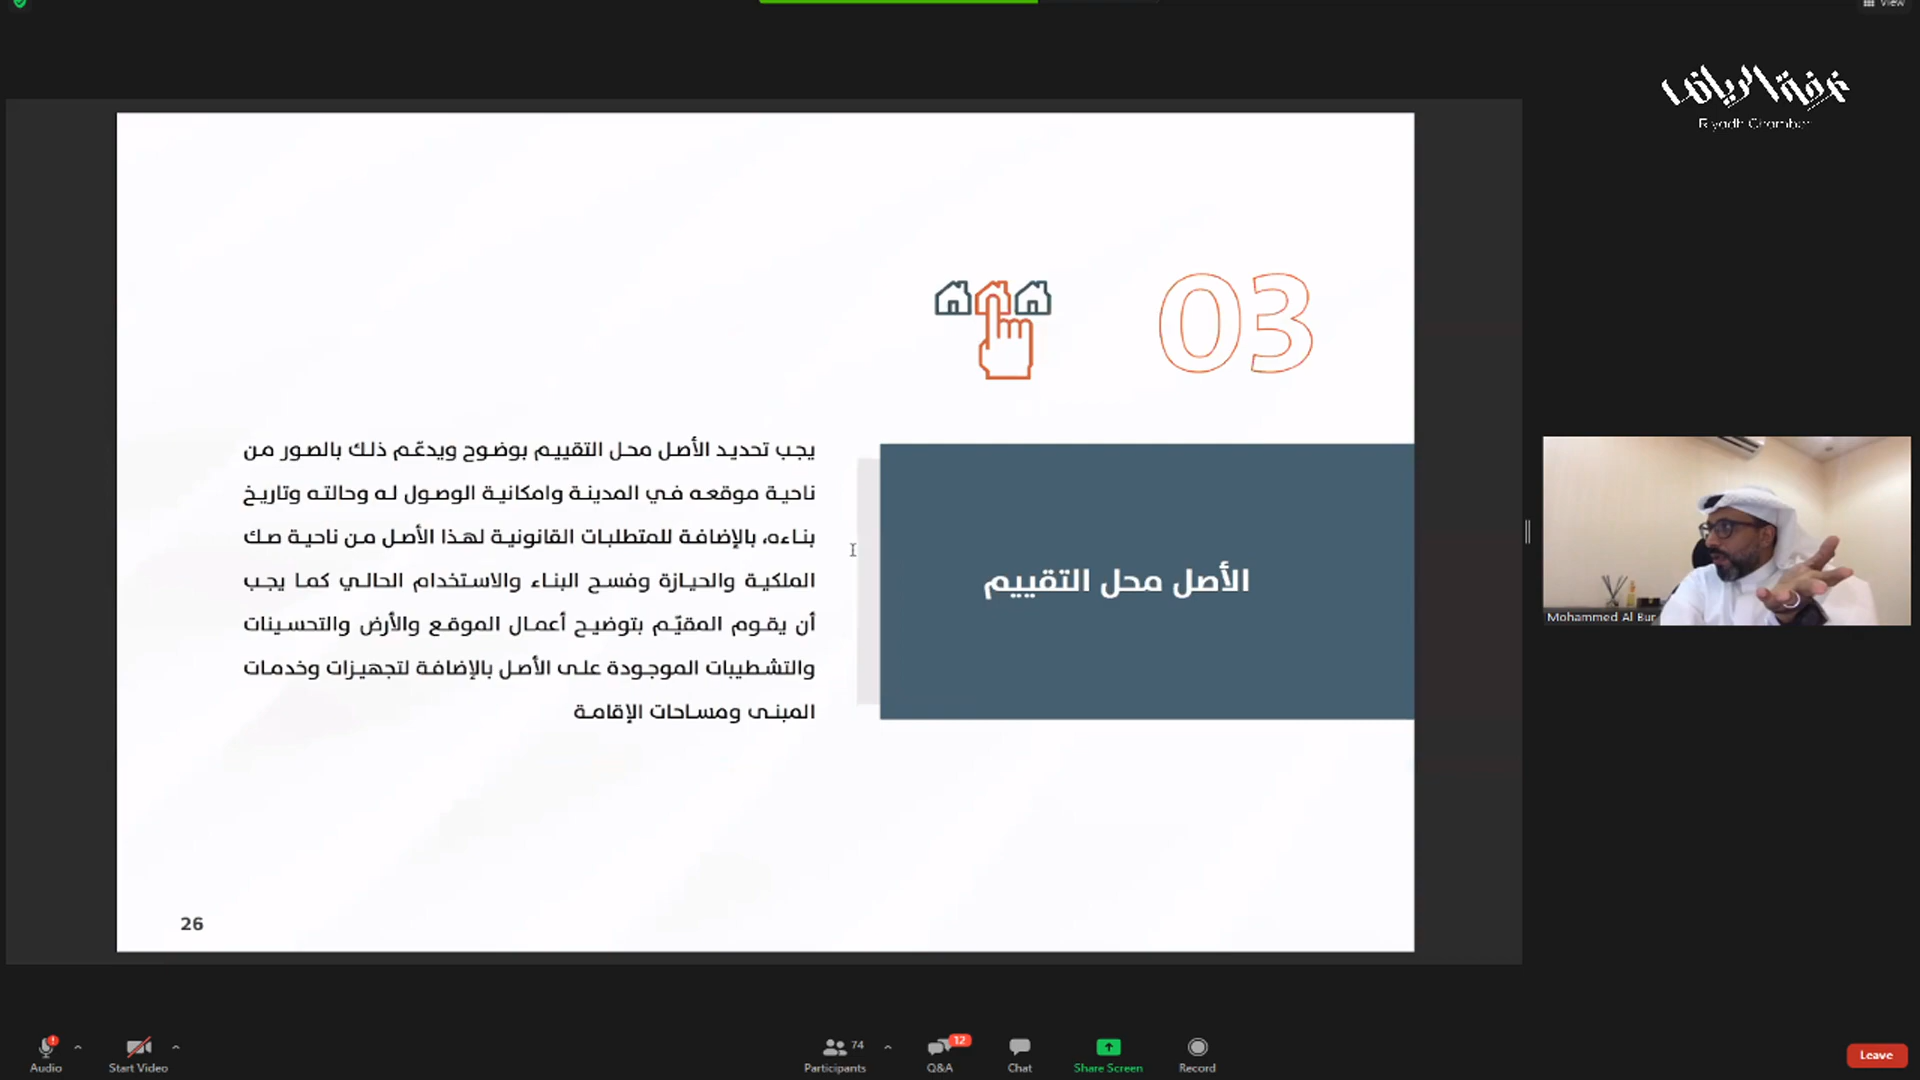 View
غرفة الرياض
Riyadh Chamber
03
الأصل محل التقييم
يجب تحديد الأصل محل التقييم بوضوح ويدعّم ذلك بالصور من
ناحية موقعه في المدينة وامكانية الوصول له وحالته وتاريخ
بناءه، بالإضافة للمتطلبات القانونية لهذا الأصل من ناحية صك
الملكية والحيازة وفسح البناء والاستخدام الحالي كما يجب
أن يقوم المقيّم بتوضيح أعمال الموقع والأرض والتحسينات
والتشطيبات الموجودة على الأصل بالإضافة لتجهيزات وخدمات
المبنى ومساحات الإقامة
26
Mohammed Al Bur
Audio
Start Video
74
Participants
12
Q&A
Chat
Share Screen
Record
Leave